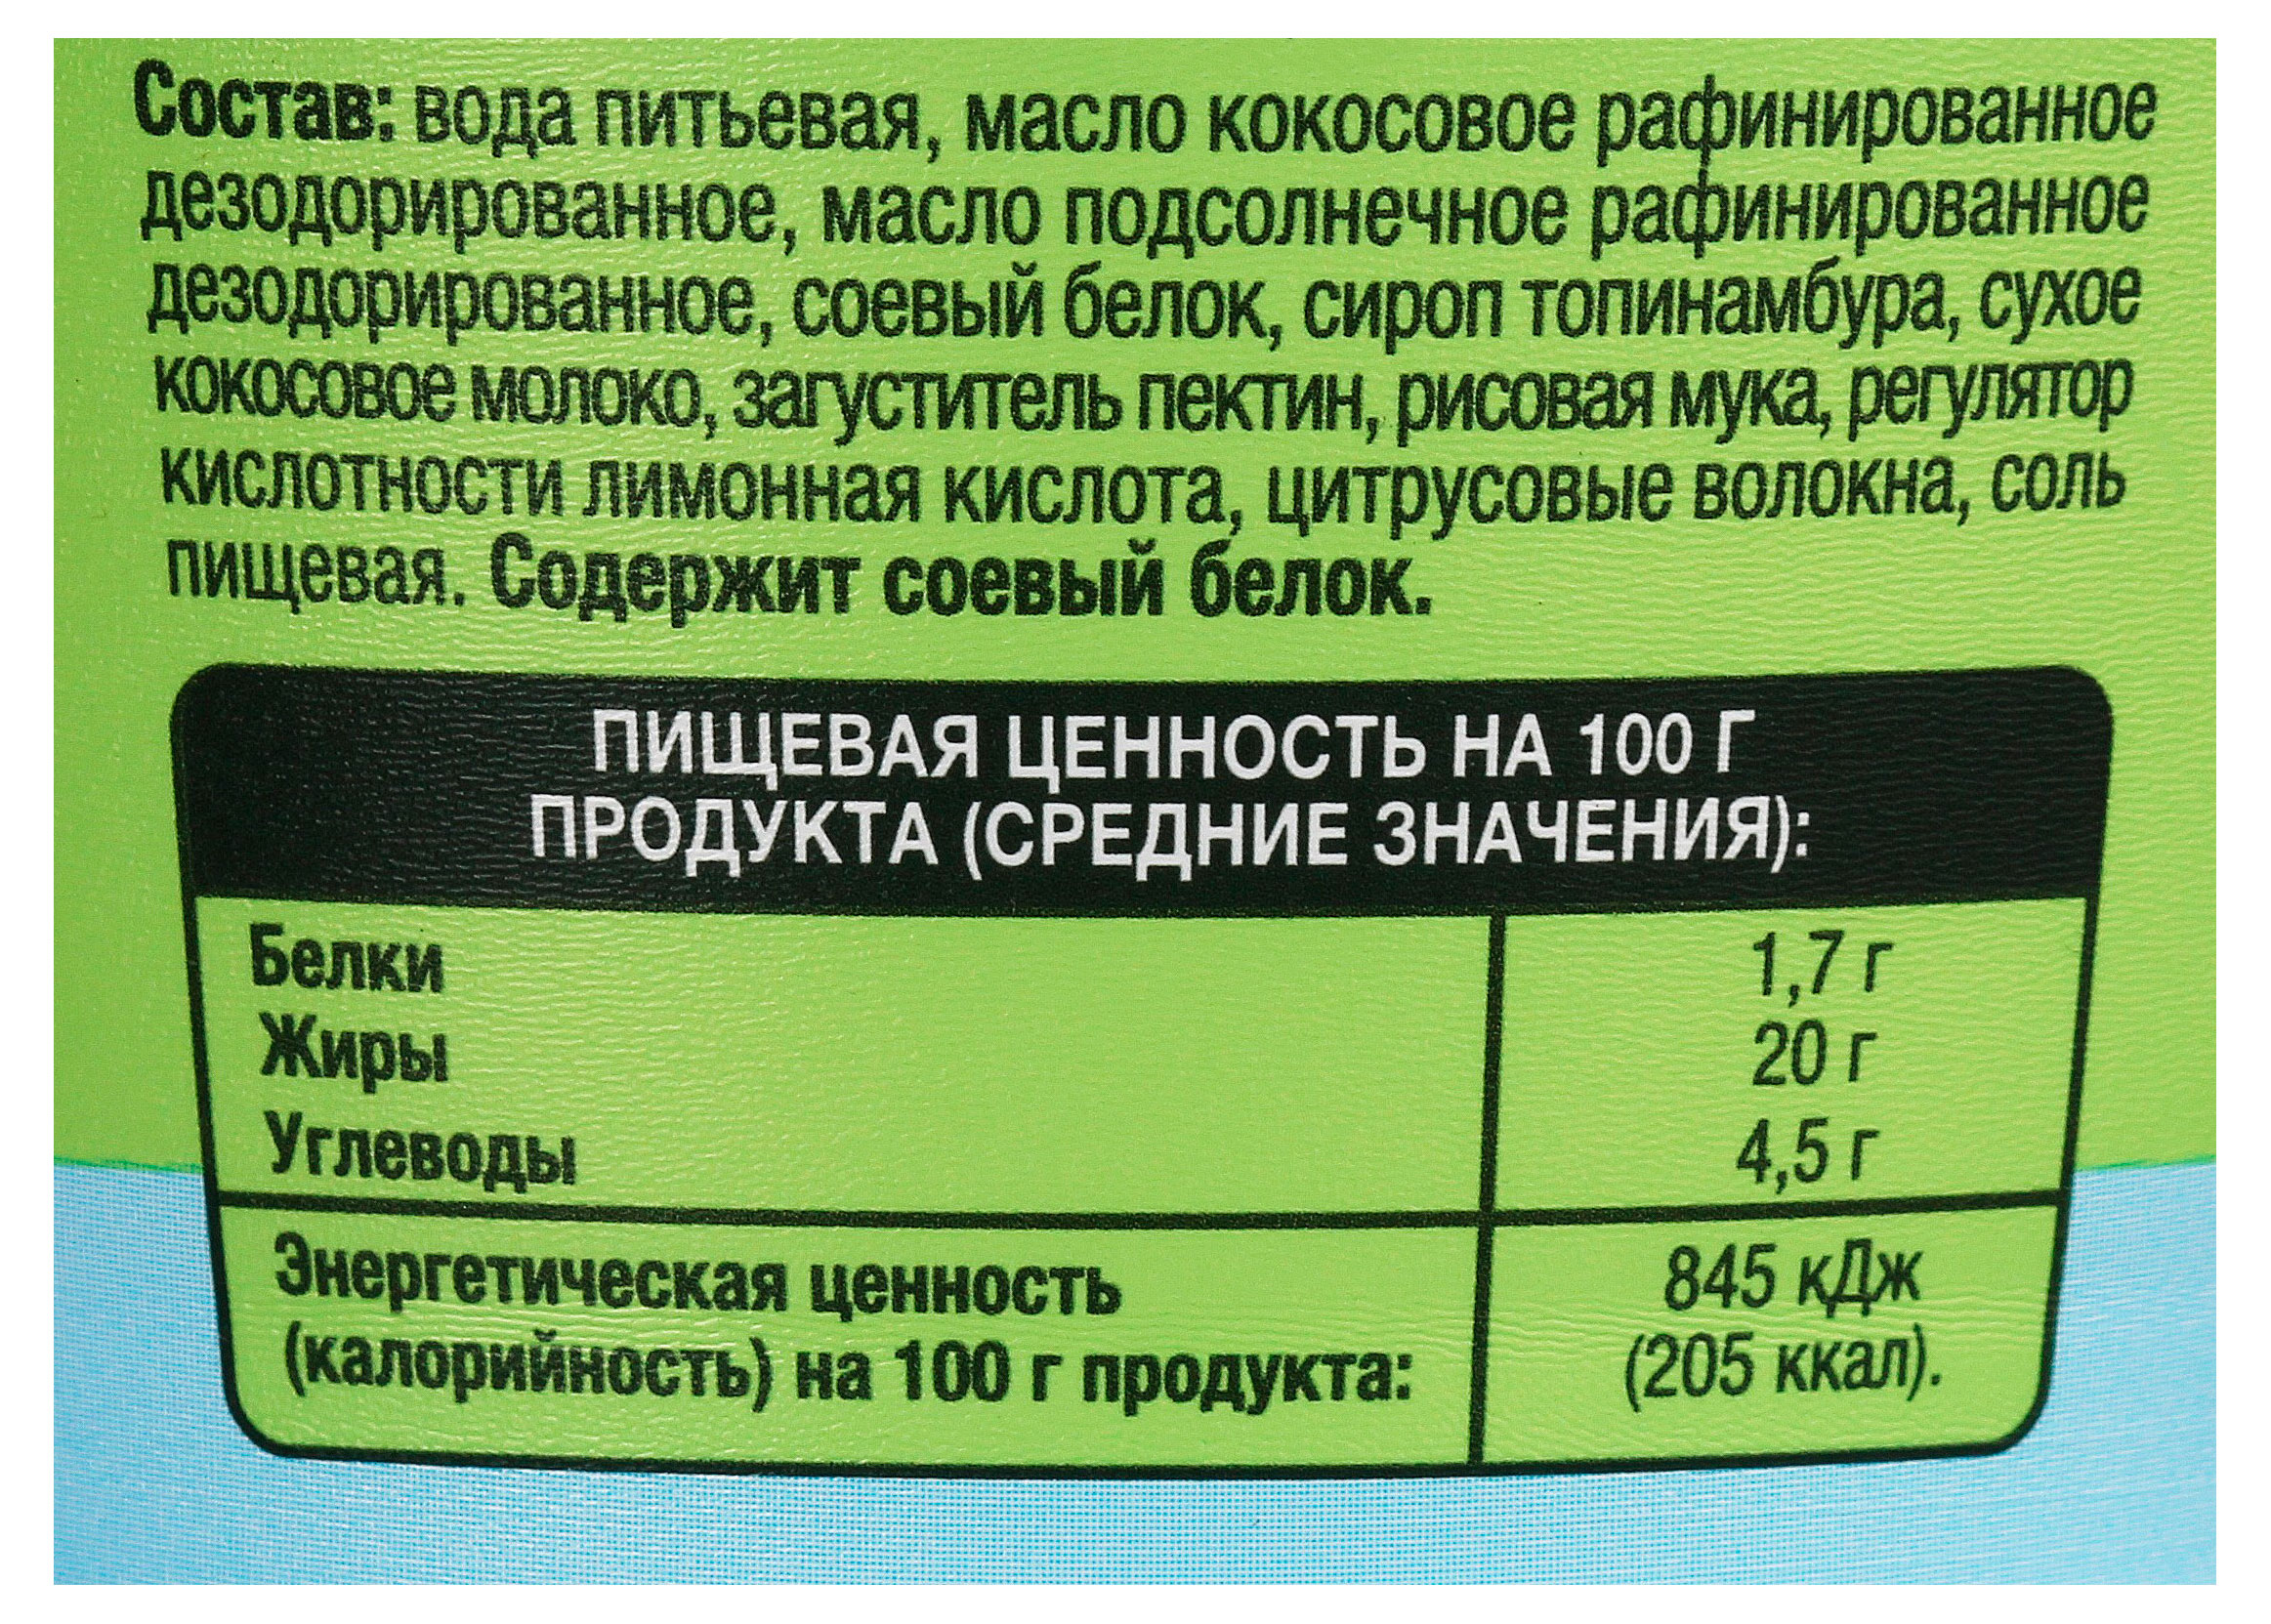 Состав: вода питьевая, масло кокосовое рафинированное
дезодорированное, масло подсолнечное рафинированное
дезодорированное, соевый белок, сироп топинамбура, сухое
кокосовое молоко, загуститель пектин, рисовая мука, регулятор
кислотности лимонная кислота, цитрусовые волокна, соль
пищевая. Содержит соевый белок.
ПИЩЕВАЯ ЦЕННОСТЬ НА 100 Г
ПРОДУКТА (СРЕДНИЕ ЗНАЧЕНИЯ):
Белки 1,7 г
Жиры 20 г
Углеводы 4,5 г
Энергетическая ценность 845 кДж
(калорийность) на 100 г продукта: (205 ккал).